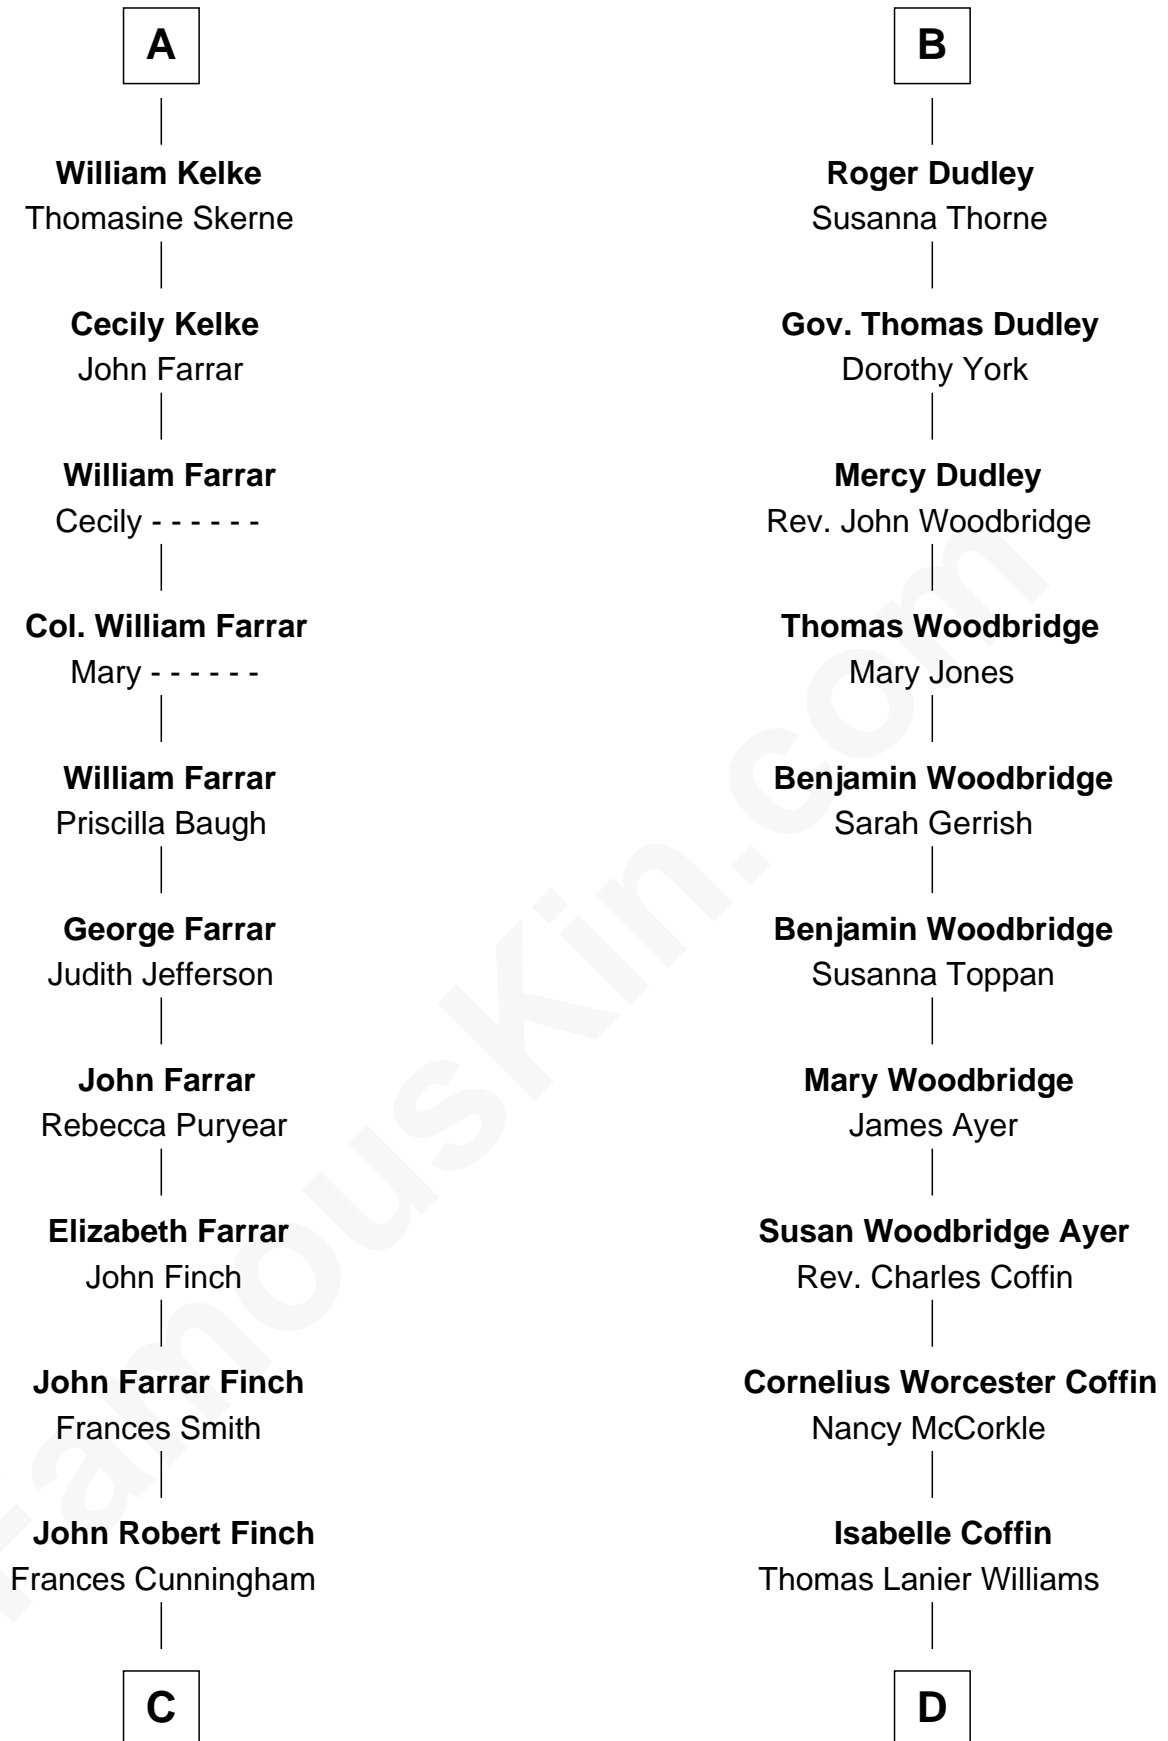 A
William Kelke
Thomasine Skerne
Cecily Kelke
John Farrar
William Farrar
Cecily - - - - - -
Col. William Farrar
Mary - - - - - -
William Farrar
Priscilla Baugh
George Farrar
Judith Jefferson
John Farrar
Rebecca Puryear
Elizabeth Farrar
John Finch
John Farrar Finch
Frances Smith
John Robert Finch
Frances Cunningham
C
B
Roger Dudley
Susanna Thorne
Gov. Thomas Dudley
Dorothy York
Mercy Dudley
Rev. John Woodbridge
Thomas Woodbridge
Mary Jones
Benjamin Woodbridge
Sarah Gerrish
Benjamin Woodbridge
Susanna Toppan
Mary Woodbridge
James Ayer
Susan Woodbridge Ayer
Rev. Charles Coffin
Cornelius Worcester Coffin
Nancy McCorkle
Isabelle Coffin
Thomas Lanier Williams
D
FamousKin.com